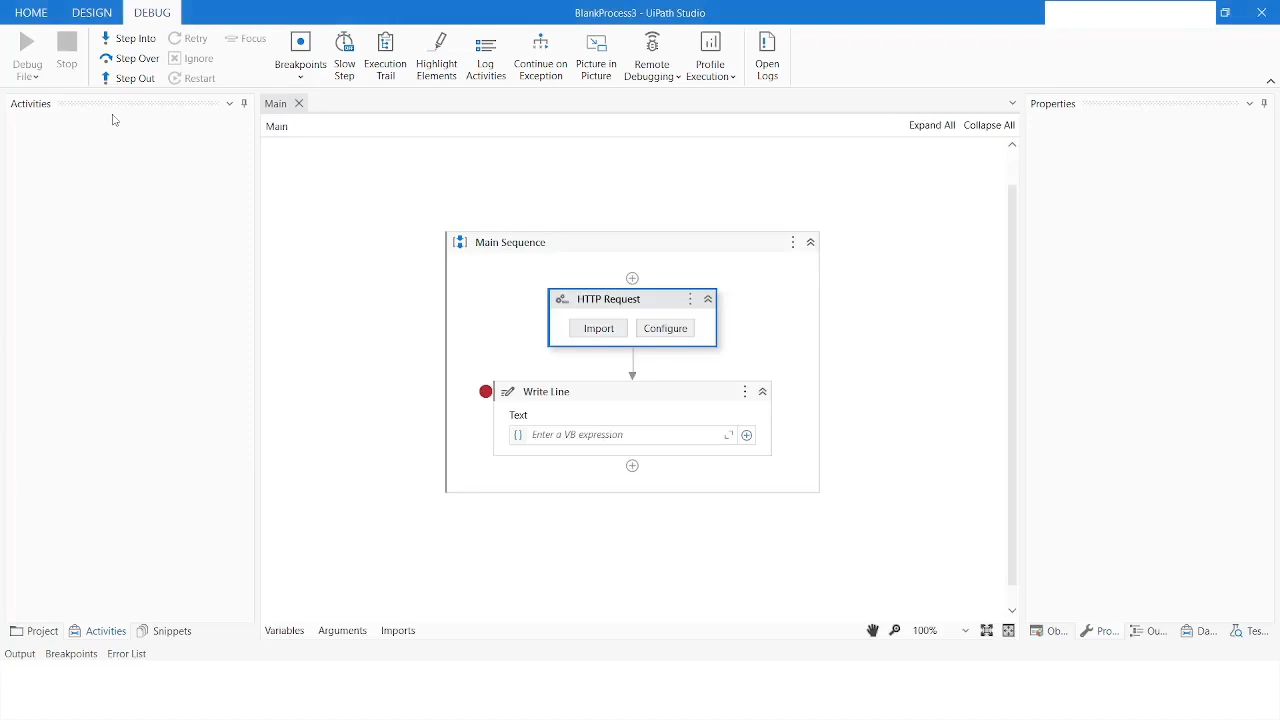 HOME DESIGN DEBUG BlankProcess3 - UiPath Studio
Debug File
Stop
Step Into
Step Over
Step Out
Retry
Ignore
Restart
Focus
Breakpoints
Slow Step
Execution Trail
Highlight Elements
Log Activities
Continue on Exception
Picture in Picture
Remote Debugging
Profile Execution
Open Logs
Activities
Main
Properties
Main
Expand All Collapse All
Main Sequence
HTTP Request
Import Configure
Write Line
Text
Enter a VB expression
Project Activities Snippets
Variables Arguments Imports
100%
Ob... Pro... Ou... Da... Tes...
Output Breakpoints Error List